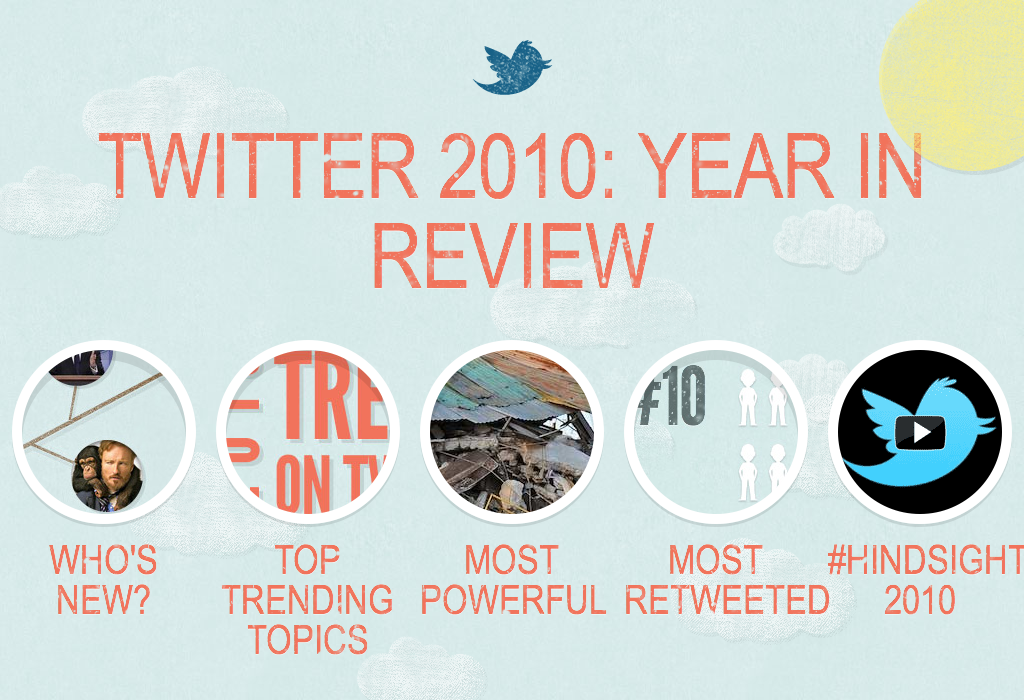 TWITTER 2010: YEAR IN
REVIEW
TRE
ON TV
#10
WHO'S
NEW?
TOP
TRENDING
TOPICS
MOST
POWERFUL
MOST
RETWEETED
#HINDSIGHT
2010